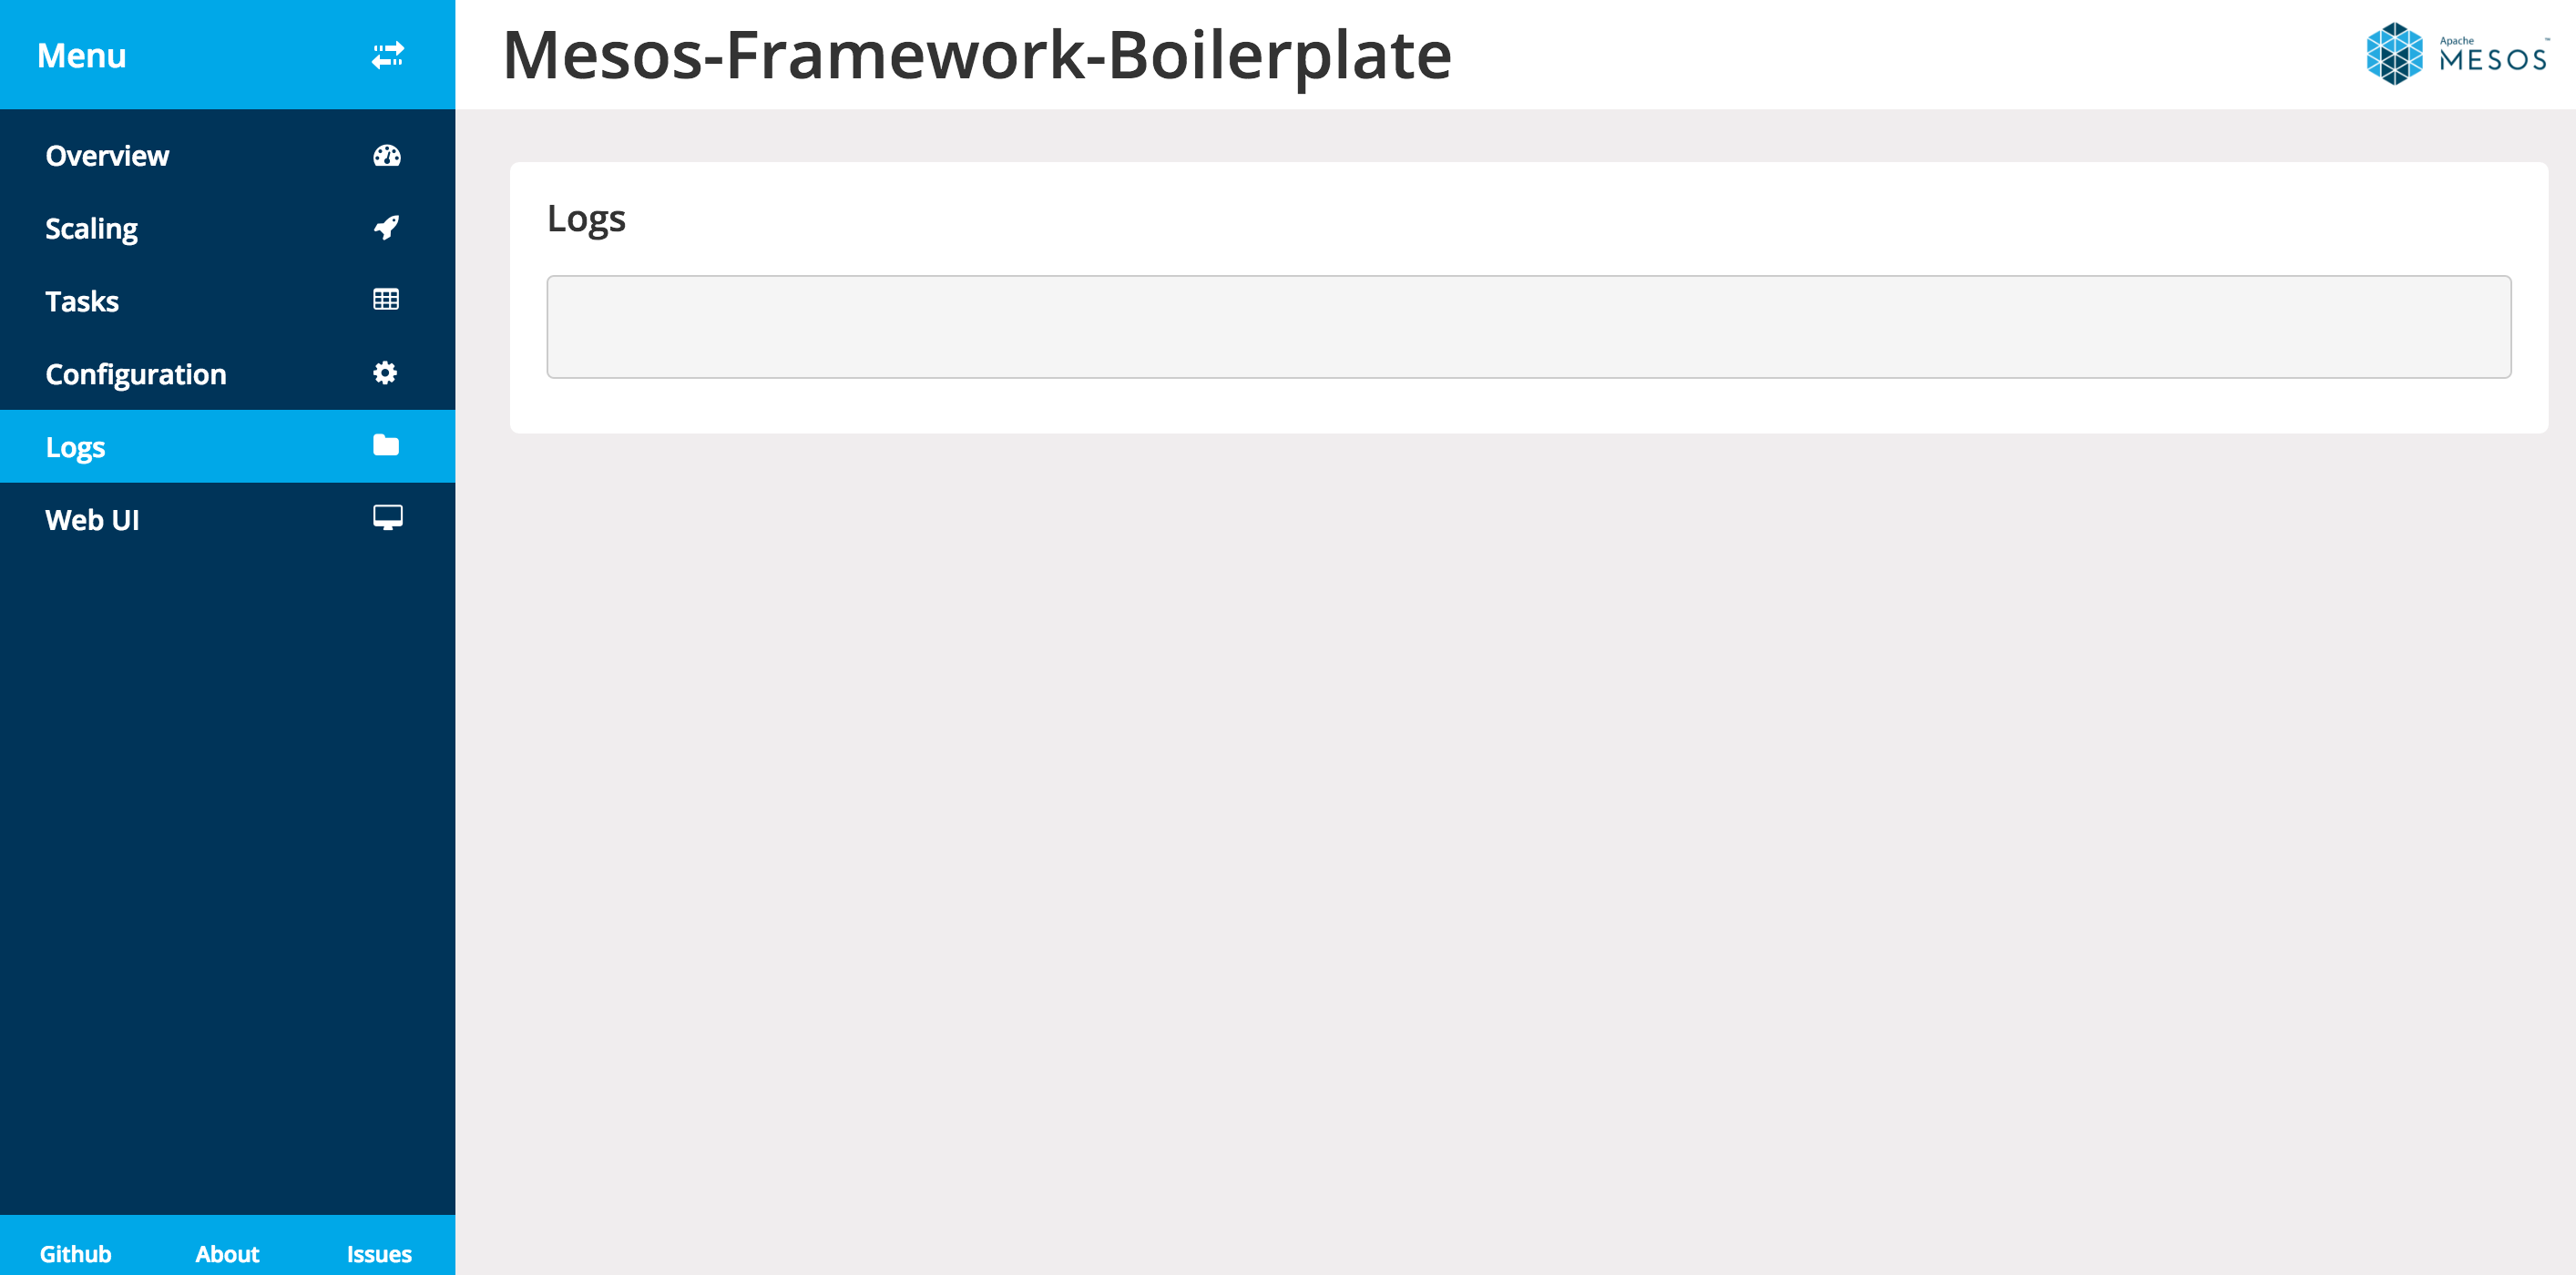 Menu
Mesos-Framework-Boilerplate
Apache
MESOS™
Overview
Scaling
Tasks
Configuration
Logs
Web UI
Logs
Github
About
Issues